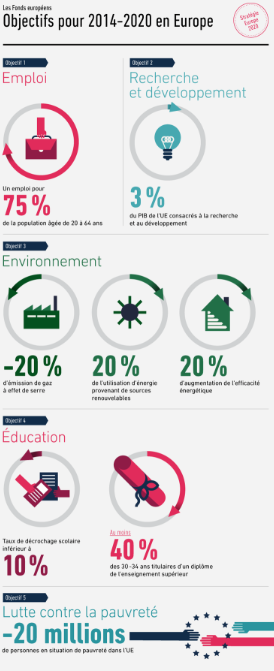 Les Fonds européens
Objectifs pour 2014-2020 en Europe
Stratégie
Europe
2020
Objectif 1
Emploi
Un emploi pour
75 %
de la population âgée de 20 à 64 ans
Objectif 2
Recherche
et développement
3 %
du PIB de l'UE consacrés à la recherche
et au développement
Objectif 3
Environnement
-20 %
d'émission de gaz
à effet de serre
20 %
de l'utilisation d'énergie
provenant de sources
renouvelables
20 %
d'augmentation de l'efficacité
énergétique
Objectif 4
Éducation
Taux de décrochage scolaire
inférieur à
10 %
Au moins
40 %
des 30-34 ans titulaires d'un diplôme
de l'enseignement supérieur
Objectif 5
Lutte contre la pauvreté
-20 millions
de personnes en situation de pauvreté dans l'UE